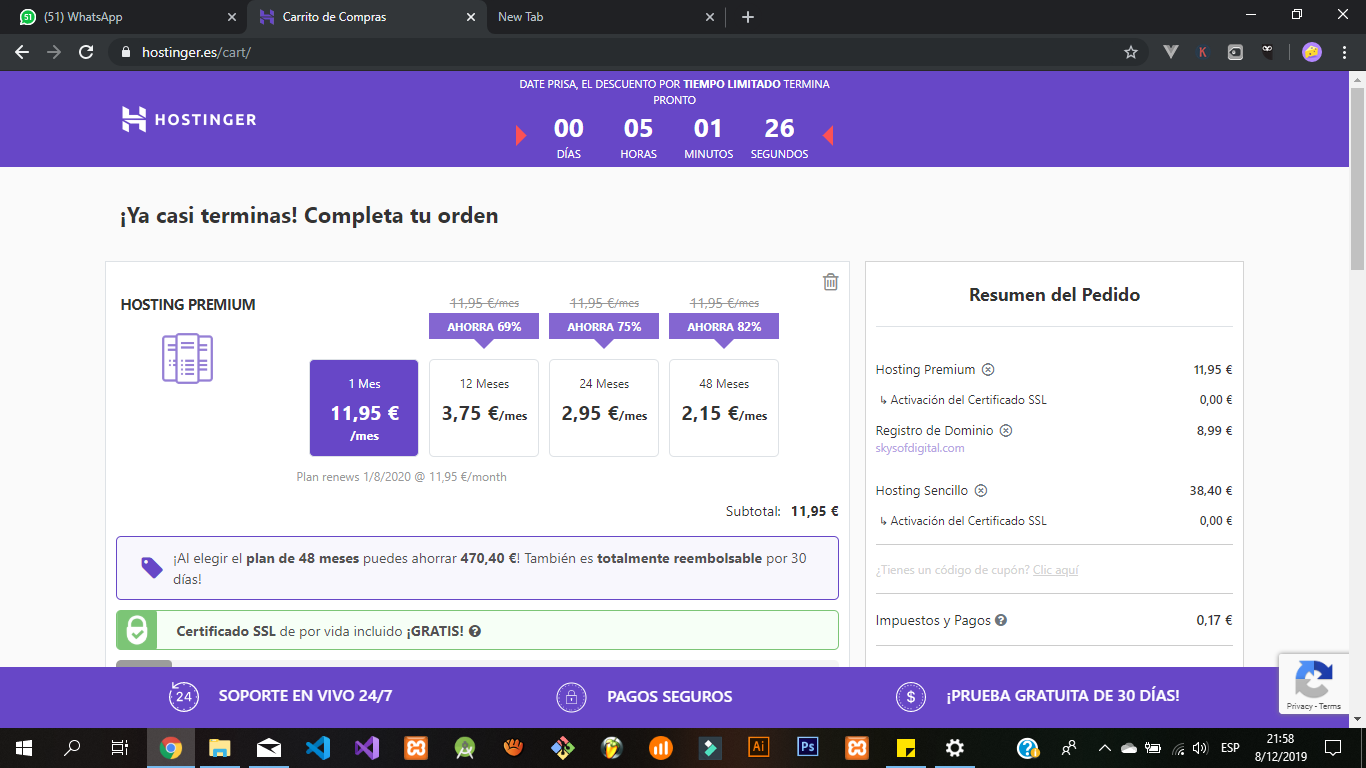 (51) WhatsApp
Carrito de Compras
New Tab
hostinger.es/cart/
DATE PRISA, EL DESCUENTO POR TIEMPO LIMITADO TERMINA
PRONTO
HOSTINGER
00 05 01 26
DÍAS HORAS MINUTOS SEGUNDOS
¡Ya casi terminas! Completa tu orden
HOSTING PREMIUM
11,95 €/mes 11,95 €/mes 11,95 €/mes
AHORRA 69% AHORRA 75% AHORRA 82%
1 Mes 12 Meses 24 Meses 48 Meses
11,95 € 3,75 €/mes 2,95 €/mes 2,15 €/mes
/mes
Plan renews 1/8/2020 @ 11,95 €/month
Subtotal: 11,95 €
¡Al elegir el plan de 48 meses puedes ahorrar 470,40 €! También es totalmente reembolsable por 30
días!
Certificado SSL de por vida incluido ¡GRATIS!
Resumen del Pedido
Hosting Premium 11,95 €
↳ Activación del Certificado SSL 0,00 €
Registro de Dominio 8,99 €
skysofdigital.com
Hosting Sencillo 38,40 €
↳ Activación del Certificado SSL 0,00 €
¿Tienes un código de cupón? Clic aquí
Impuestos y Pagos 0,17 €
Privacy - Terms
24 SOPORTE EN VIVO 24/7
PAGOS SEGUROS
$ ¡PRUEBA GRATUITA DE 30 DÍAS!
Ai
Ps
ESP
21:58
8/12/2019